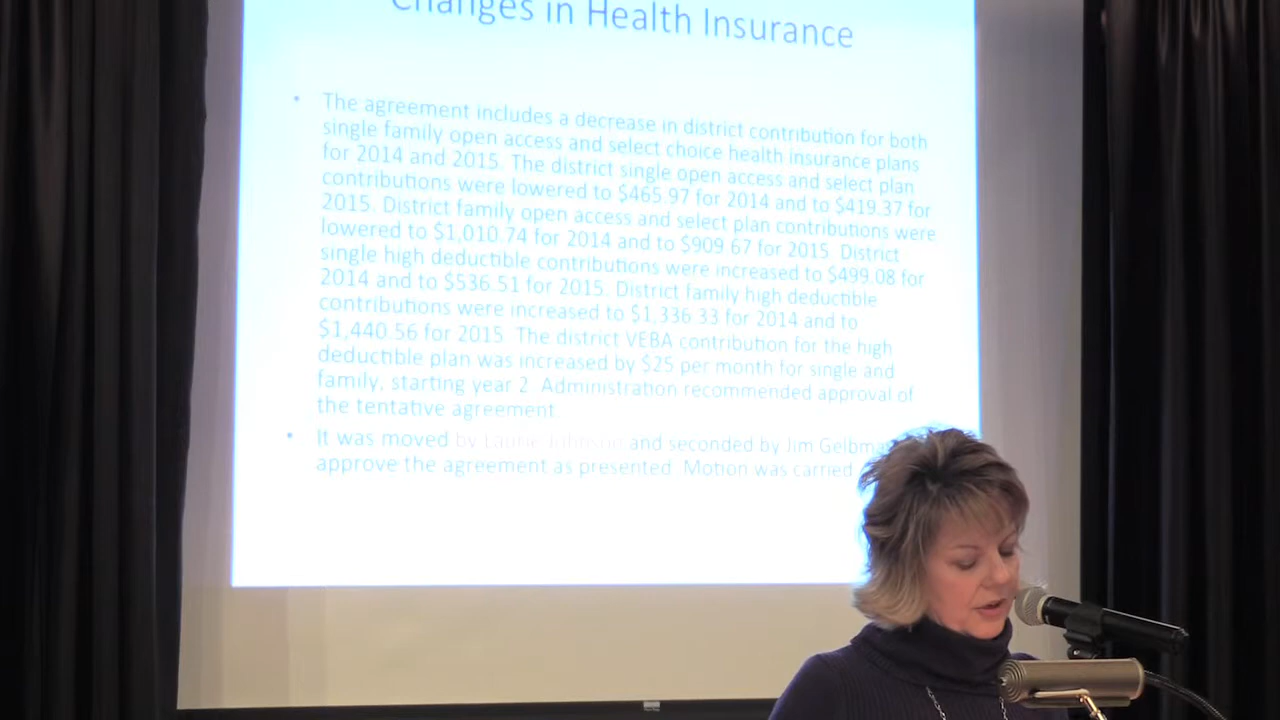 Changes in Health Insurance
• The agreement includes a decrease in district contribution for both
single family open access and select choice health insurance plans
for 2014 and 2015. The district single open access and select plan
contributions were lowered to $465.97 for 2014 and to $419.37 for
2015. District family open access and select plan contributions were
lowered to $1,010.74 for 2014 and to $909.67 for 2015. District
single high deductible contributions were increased to $499.08 for
2014 and to $536.51 for 2015. District family high deductible
contributions were increased to $1,336.33 for 2014 and to
$1,440.56 for 2015. The district VEBA contribution for the high
deductible plan was increased by $25 per month for single and
family, starting year 2. Administration recommended approval of
the tentative agreement.
• It was moved by Laurie Johnson and seconded by Jim
approve the agreement as presented. Motion was carried